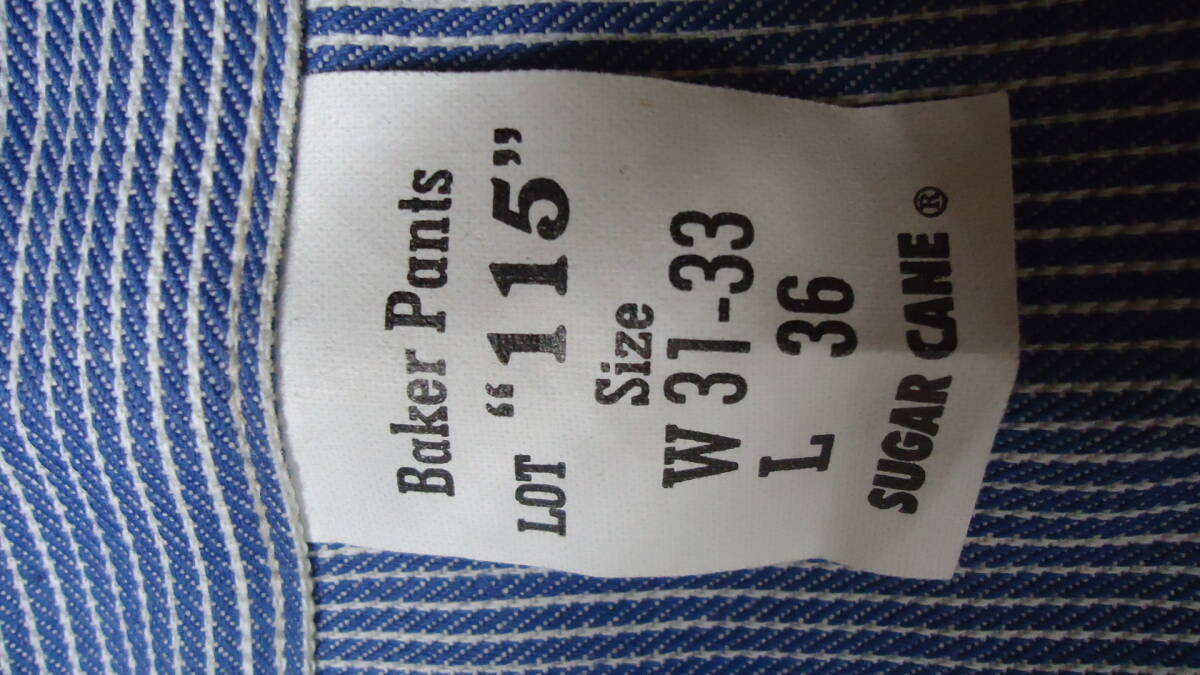 Baker Pants
LOT “115”
Size
W 31-33
L 36
SUGAR CANE®